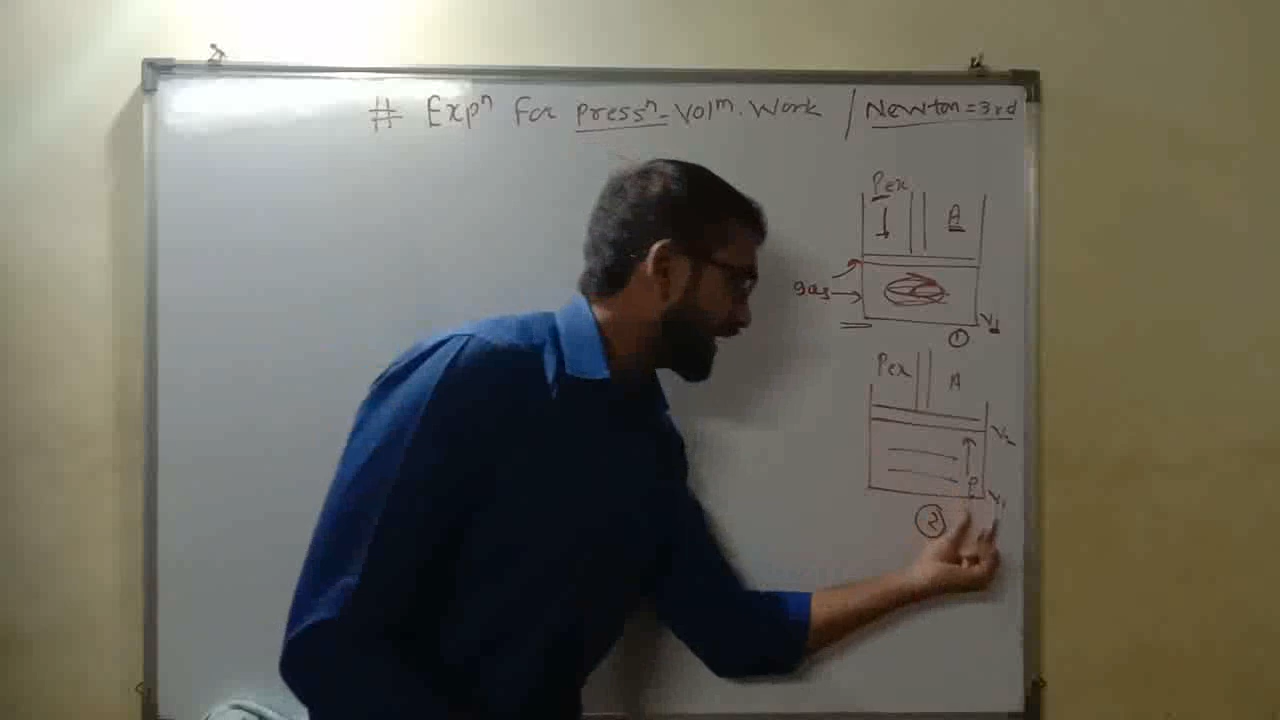 # Expⁿ For Pressⁿ-Volᵐ. Work / Newton = 3rd
Pex
A
gas
V₁
①
Pex
A
V₂
P
V₁
②